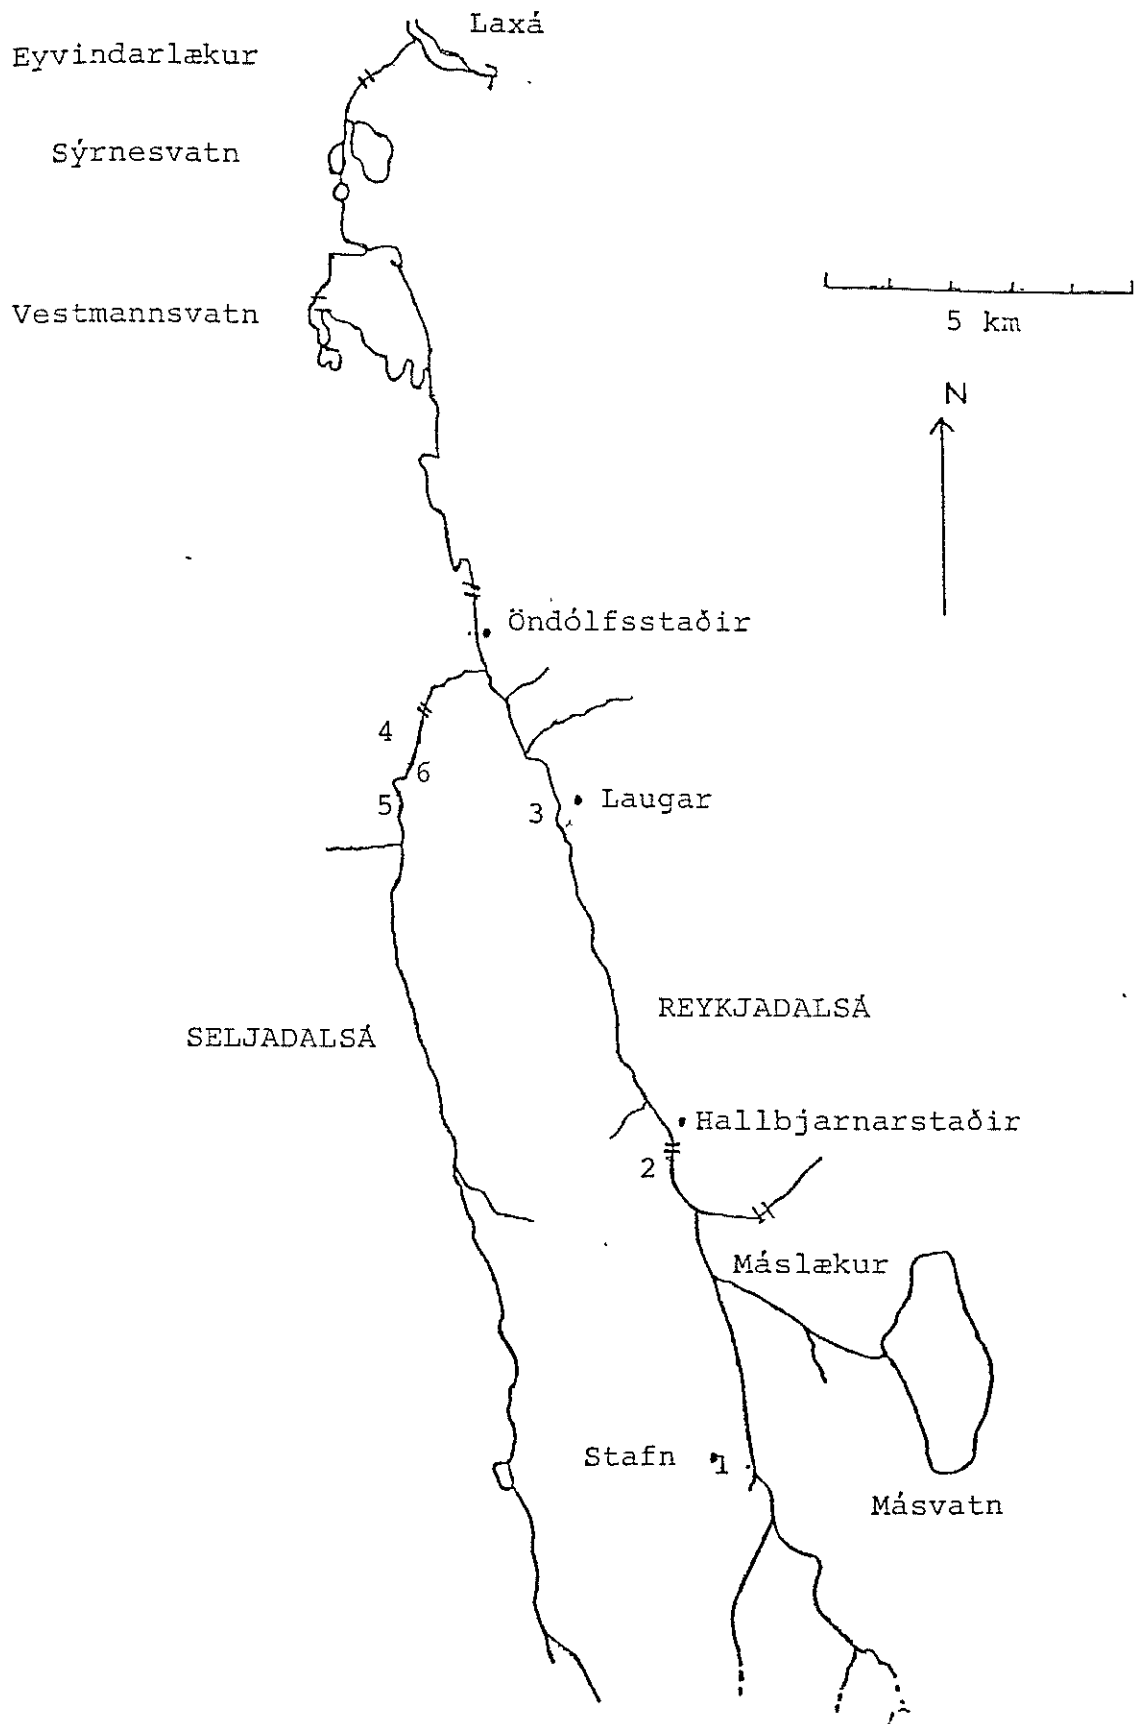 Laxá
Eyvindarlækur
Sýrnesvatn
Vestmannsvatn
5 km
N
Öndólfsstaðir
4
6
5
3
Laugar
REYKJADALSÁ
SELJADALSÁ
Hallbjarnarstaðir
2
Máslækur
Stafn
1
Másvatn